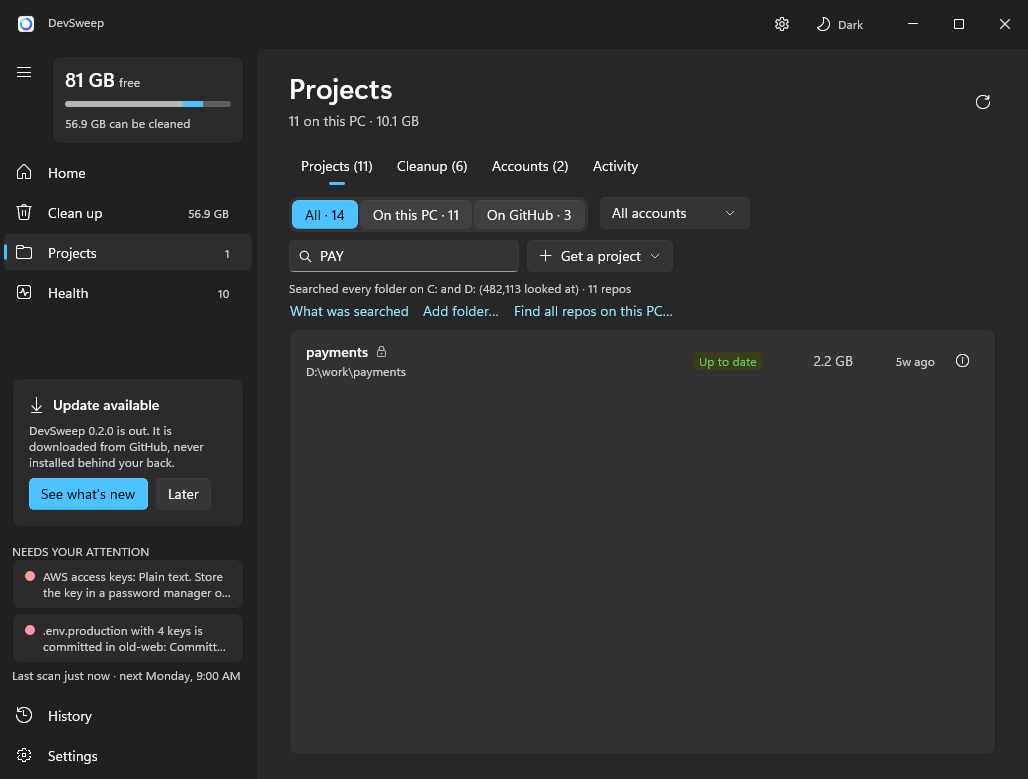 DevSweep
Dark
81 GB free
56.9 GB can be cleaned
Home
Clean up 56.9 GB
Projects 1
Health 10
Update available
DevSweep 0.2.0 is out. It is
downloaded from GitHub, never
installed behind your back.
See what's new Later
NEEDS YOUR ATTENTION
AWS access keys: Plain text. Store
the key in a password manager o...
.env.production with 4 keys is
committed in old-web: Committ...
Last scan just now · next Monday, 9:00 AM
History
Settings
Projects
11 on this PC · 10.1 GB
Projects (11) Cleanup (6) Accounts (2) Activity
All · 14 On this PC · 11 On GitHub · 3 All accounts
PAY Get a project
Searched every folder on C: and D: (482,113 looked at) · 11 repos
What was searched Add folder... Find all repos on this PC...
payments
D:\work\payments
Up to date 2.2 GB 5w ago